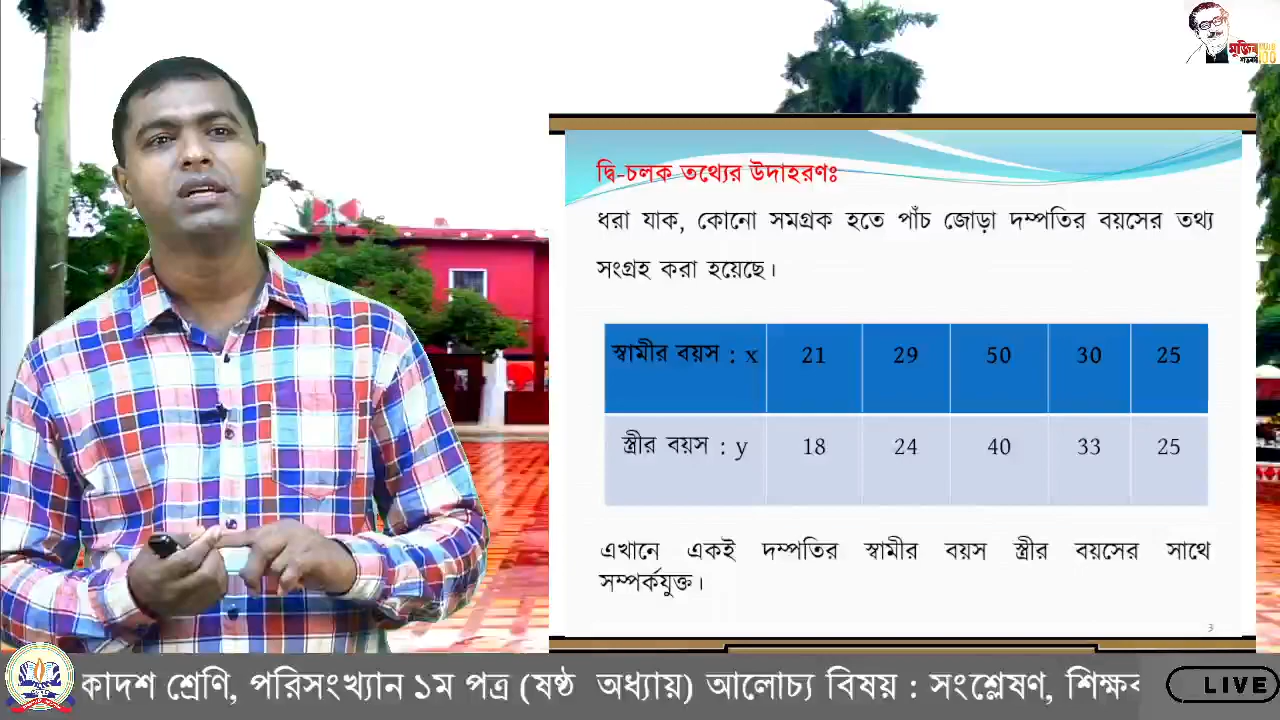 মুজিব
100
দ্বি-চলক তথ্যের উদাহরণঃ
ধরা যাক, কোনো সমগ্রক হতে পাঁচ জোড়া দম্পতির বয়সের তথ্য
সংগ্রহ করা হয়েছে।
স্বামীর বয়স : x 21 29 50 30 25
স্ত্রীর বয়স : y 18 24 40 33 25
এখানে একই দম্পতির স্বামীর বয়স স্ত্রীর বয়সের সাথে
সম্পর্কযুক্ত।
3
কাদশ শ্রেণি, পরিসংখ্যান ১ম পত্র (ষষ্ঠ অধ্যায়) আলোচ্য বিষয় : সংশ্লেষণ, শিক্ষক
LIVE